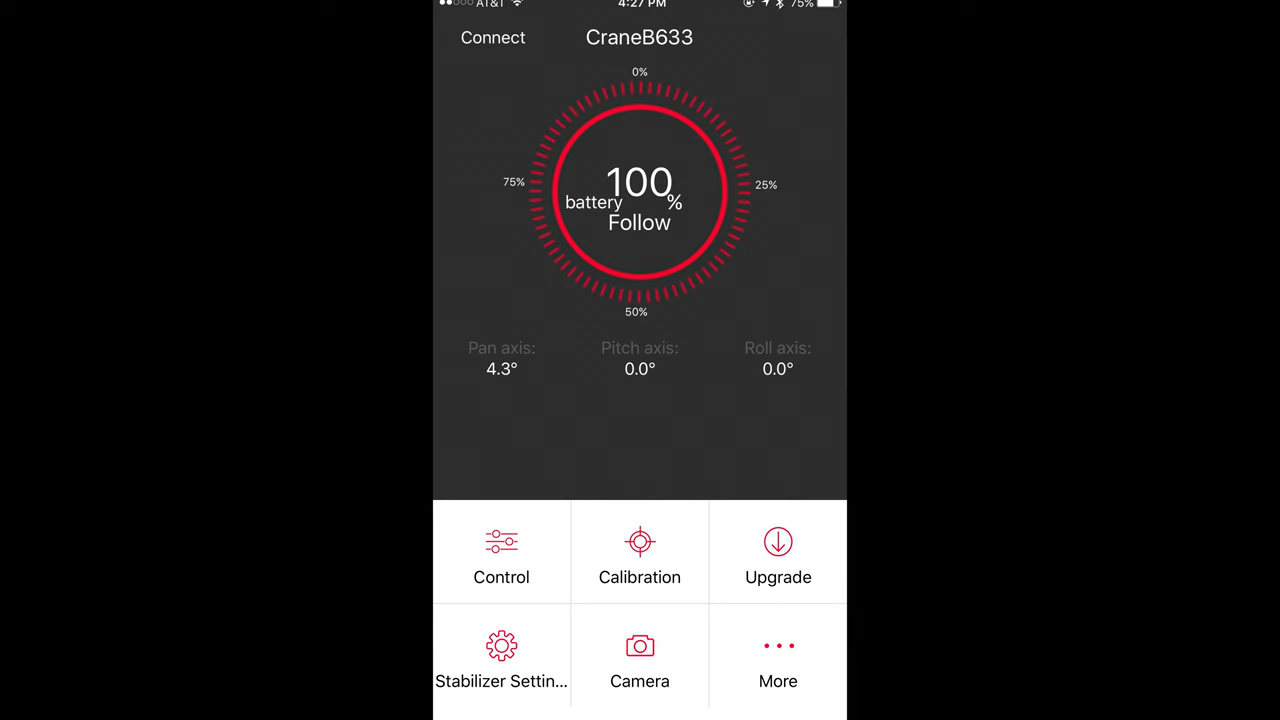 AT&T 4:27 PM 75%
Connect CraneB633
0%
75% 25%
100
battery %
Follow
50%
Pan axis: Pitch axis: Roll axis:
4.3° 0.0° 0.0°
Control Calibration Upgrade
Stabilizer Settin... Camera More